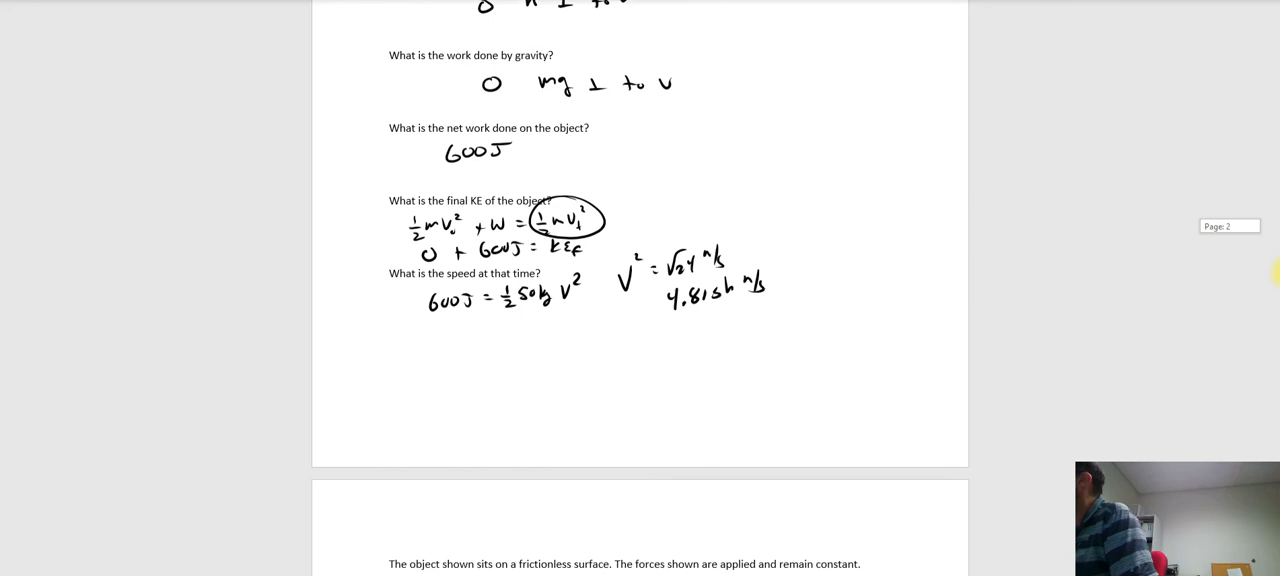 What is the work done by gravity?
0 mg ⊥ to v
What is the net work done on the object?
600J
What is the final KE of the object?
½mv₀² + W = ½mv_f²
0 + 600J = KEf
What is the speed at that time?
600J = ½ 50kg v²
v² = √24 m/s
m/s
Page: 2
The object shown sits on a frictionless surface. The forces shown are applied and remain constant.